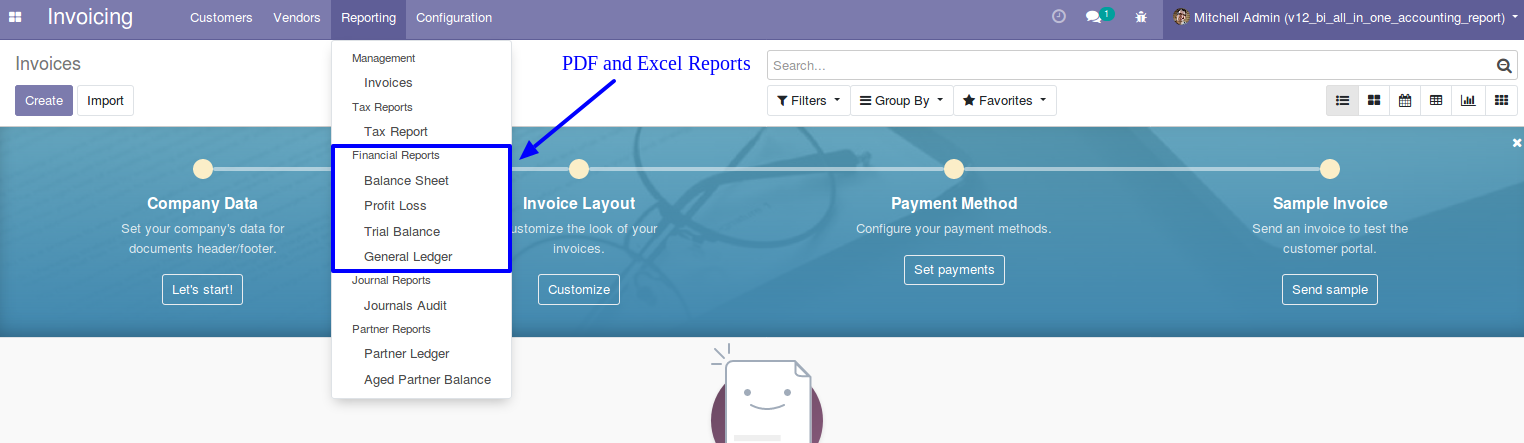 Invoicing Customers Vendors Reporting Configuration 1 Mitchell Admin (v12_bi_all_in_one_accounting_report)
Invoices
Create Import
Management
Invoices
Tax Reports
Tax Report
Financial Reports
Balance Sheet
Profit Loss
Trial Balance
General Ledger
Journal Reports
Journals Audit
Partner Reports
Partner Ledger
Aged Partner Balance
PDF and Excel Reports
Search...
Filters Group By Favorites
Company Data
Set your company's data for
documents header/footer.
Let's start!
Invoice Layout
ustomize the look of your
invoices.
Customize
Payment Method
Configure your payment methods.
Set payments
Sample Invoice
Send an invoice to test the
customer portal.
Send sample